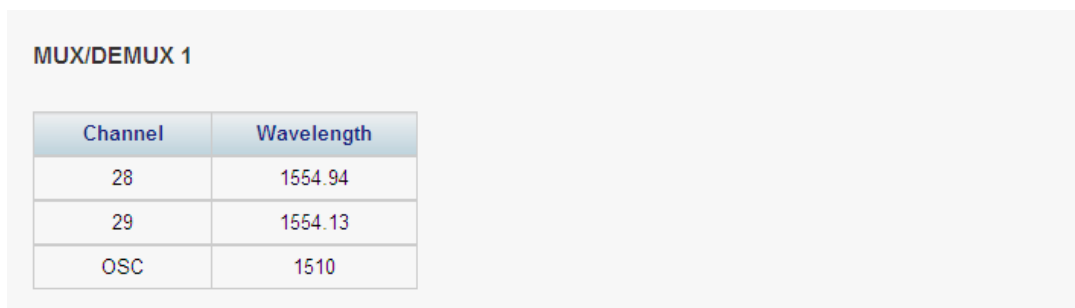 MUX/DEMUX 1
Channel Wavelength
28 1554.94
29 1554.13
OSC 1510